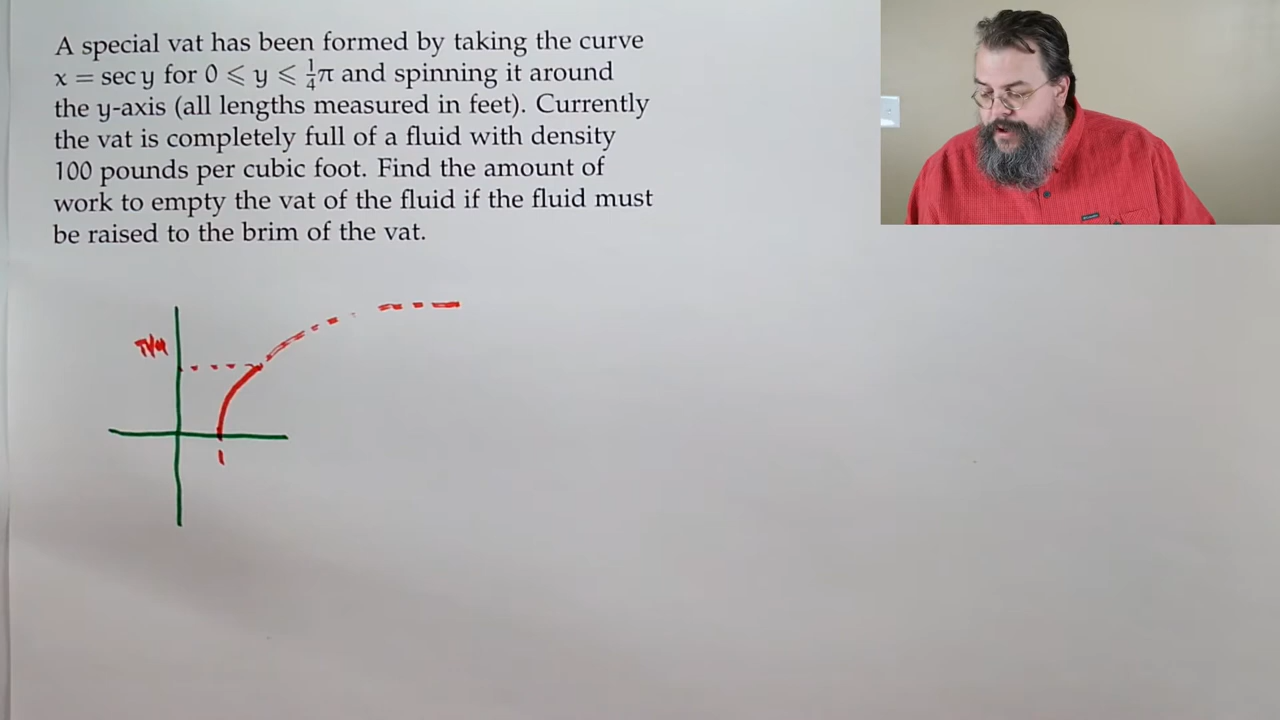 A special vat has been formed by taking the curve
x = sec y for 0 ⩽ y ⩽ ¼π and spinning it around
the y-axis (all lengths measured in feet). Currently
the vat is completely full of a fluid with density
100 pounds per cubic foot. Find the amount of
work to empty the vat of the fluid if the fluid must
be raised to the brim of the vat.
π/4
1